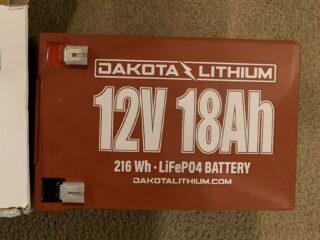 DAKOTA LITHIUM
12V 18Ah
216 Wh · LiFePO4 BATTERY
DAKOTALITHIUM.COM